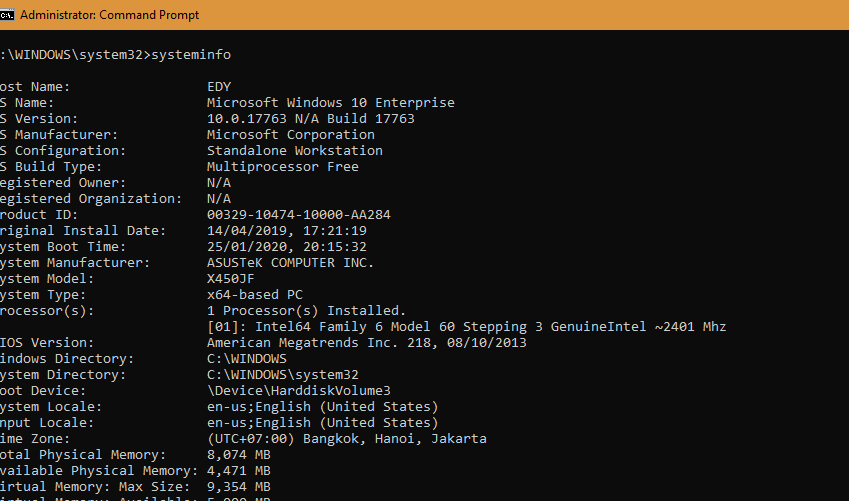 Administrator: Command Prompt
:\WINDOWS\system32>systeminfo
ost Name: EDY
S Name: Microsoft Windows 10 Enterprise
S Version: 10.0.17763 N/A Build 17763
S Manufacturer: Microsoft Corporation
S Configuration: Standalone Workstation
S Build Type: Multiprocessor Free
egistered Owner: N/A
egistered Organization: N/A
roduct ID: 00329-10474-10000-AA284
riginal Install Date: 14/04/2019, 17:21:19
ystem Boot Time: 25/01/2020, 20:15:32
ystem Manufacturer: ASUSTeK COMPUTER INC.
ystem Model: X450JF
ystem Type: x64-based PC
rocessor(s): 1 Processor(s) Installed.
[01]: Intel64 Family 6 Model 60 Stepping 3 GenuineIntel ~2401 Mhz
IOS Version: American Megatrends Inc. 218, 08/10/2013
indows Directory: C:\WINDOWS
ystem Directory: C:\WINDOWS\system32
oot Device: \Device\HarddiskVolume3
ystem Locale: en-us;English (United States)
nput Locale: en-us;English (United States)
ime Zone: (UTC+07:00) Bangkok, Hanoi, Jakarta
otal Physical Memory: 8,074 MB
vailable Physical Memory: 4,471 MB
irtual Memory: Max Size: 9,354 MB